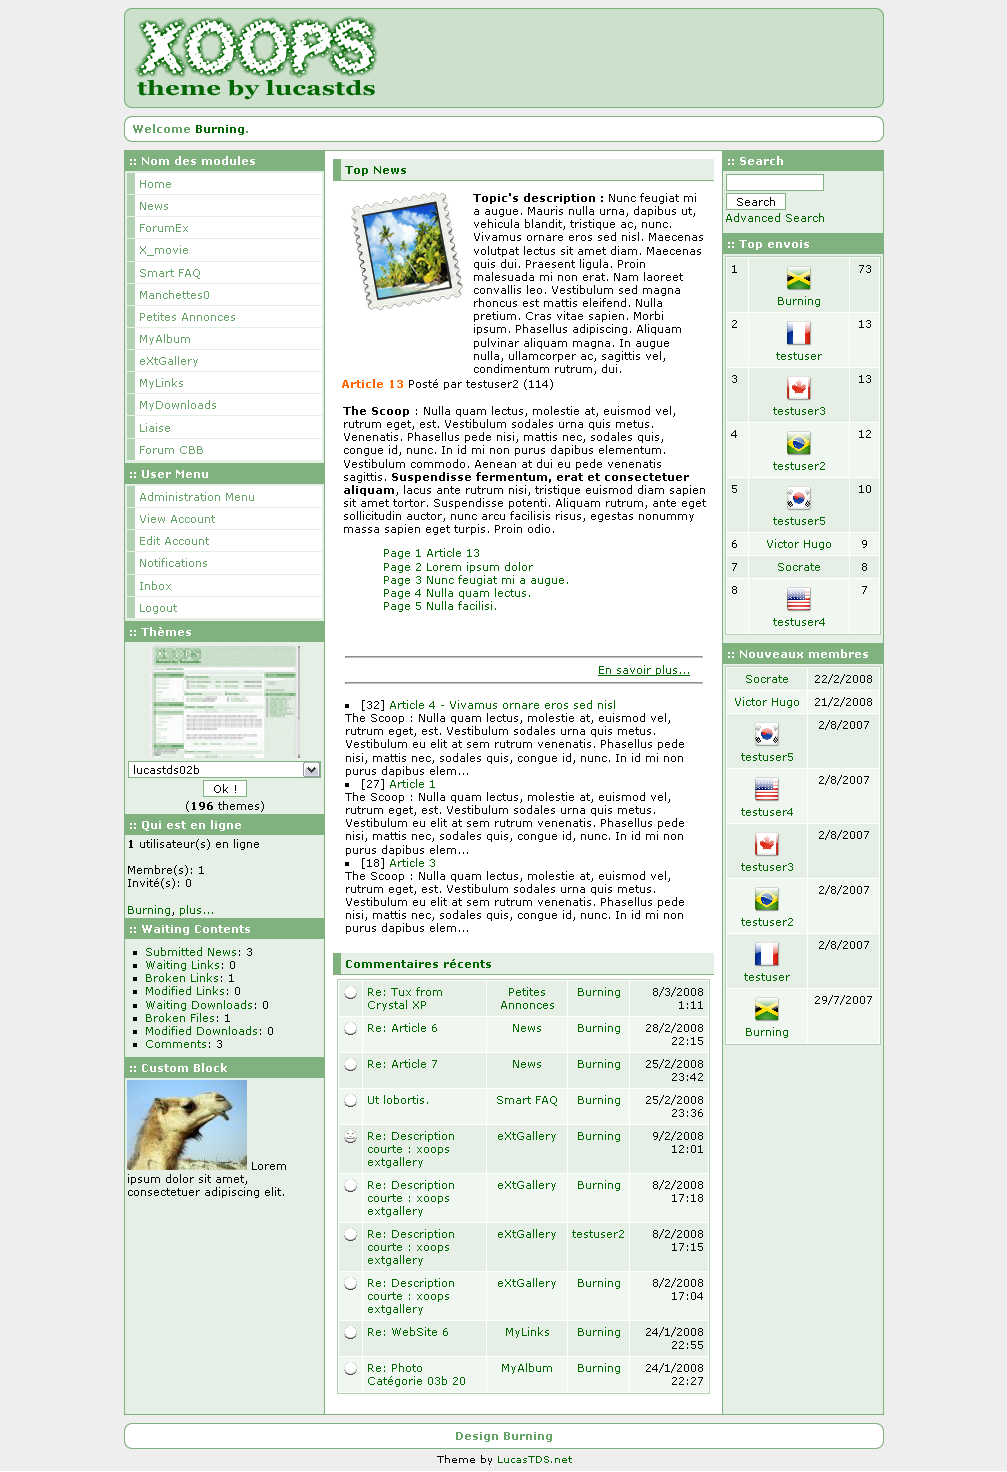 XOOPS
theme by lucastds
Welcome Burning.
:: Nom des modules
Home
News
ForumEx
X_movie
Smart FAQ
Manchettes0
Petites Annonces
MyAlbum
eXtGallery
MyLinks
MyDownloads
Liaise
Forum CBB
:: User Menu
Administration Menu
View Account
Edit Account
Notifications
Inbox
Logout
:: Thèmes
XOOPS
lucastds02b
Ok !
(196 themes)
:: Qui est en ligne
1 utilisateur(s) en ligne
Membre(s): 1
Invité(s): 0
Burning, plus...
:: Waiting Contents
Submitted News: 3
Waiting Links: 0
Broken Links: 1
Modified Links: 0
Waiting Downloads: 0
Broken Files: 1
Modified Downloads: 0
Comments: 3
:: Custom Block
Lorem
ipsum dolor sit amet,
consectetuer adipiscing elit.
Top News
Topic's description : Nunc feugiat mi
a augue. Mauris nulla urna, dapibus ut,
vehicula blandit, tristique ac, nunc.
Vivamus ornare eros sed nisl. Maecenas
volutpat lectus sit amet diam. Maecenas
quis dui. Praesent ligula. Proin
malesuada mi non erat. Nam laoreet
convallis leo. Vestibulum sed magna
rhoncus est mattis eleifend. Nulla
pretium. Cras vitae sapien. Morbi
ipsum. Phasellus adipiscing. Aliquam
pulvinar aliquam magna. In augue
nulla, ullamcorper ac, sagittis vel,
condimentum rutrum, dui.
Article 13 Posté par testuser2 (114)
The Scoop : Nulla quam lectus, molestie at, euismod vel,
rutrum eget, est. Vestibulum sodales urna quis metus.
Venenatis. Phasellus pede nisi, mattis nec, sodales quis,
congue id, nunc. In id mi non purus dapibus elementum.
Vestibulum commodo. Aenean at dui eu pede venenatis
sagittis. Suspendisse fermentum, erat et consectetuer
aliquam, lacus ante rutrum nisi, tristique euismod diam sapien
sit amet tortor. Suspendisse potenti. Aliquam rutrum, ante eget
sollicitudin auctor, nunc arcu facilisis risus, egestas nonummy
massa sapien eget turpis. Proin odio.
Page 1 Article 13
Page 2 Lorem ipsum dolor
Page 3 Nunc feugiat mi a augue.
Page 4 Nulla quam lectus.
Page 5 Nulla facilisi.
En savoir plus...
[32] Article 4 - Vivamus ornare eros sed nisl
The Scoop : Nulla quam lectus, molestie at, euismod vel,
rutrum eget, est. Vestibulum sodales urna quis metus.
Vestibulum eu elit at sem rutrum venenatis. Phasellus pede
nisi, mattis nec, sodales quis, congue id, nunc. In id mi non
purus dapibus elem...
[27] Article 1
The Scoop : Nulla quam lectus, molestie at, euismod vel,
rutrum eget, est. Vestibulum sodales urna quis metus.
Vestibulum eu elit at sem rutrum venenatis. Phasellus pede
nisi, mattis nec, sodales quis, congue id, nunc. In id mi non
purus dapibus elem...
[18] Article 3
The Scoop : Nulla quam lectus, molestie at, euismod vel,
rutrum eget, est. Vestibulum sodales urna quis metus.
Vestibulum eu elit at sem rutrum venenatis. Phasellus pede
nisi, mattis nec, sodales quis, congue id, nunc. In id mi non
purus dapibus elem...
Commentaires récents
Re: Tux from Petites Burning 8/3/2008
Crystal XP Annonces 1:11
Re: Article 6 News Burning 28/2/2008
22:15
Re: Article 7 News Burning 25/2/2008
23:42
Ut lobortis. Smart FAQ Burning 25/2/2008
23:36
Re: Description eXtGallery Burning 9/2/2008
courte : xoops 12:01
extgallery
Re: Description eXtGallery Burning 8/2/2008
courte : xoops 17:18
extgallery
Re: Description eXtGallery testuser2 8/2/2008
courte : xoops 17:15
extgallery
Re: Description eXtGallery Burning 8/2/2008
courte : xoops 17:04
extgallery
Re: WebSite 6 MyLinks Burning 24/1/2008
22:55
Re: Photo MyAlbum Burning 24/1/2008
Catégorie 03b 20 22:27
:: Search
Search
Advanced Search
:: Top envois
1 73
Burning
2 13
testuser
3 13
testuser3
4 12
testuser2
5 10
testuser5
6 Victor Hugo 9
7 Socrate 8
8 7
testuser4
:: Nouveaux membres
Socrate 22/2/2008
Victor Hugo 21/2/2008
2/8/2007
testuser5
2/8/2007
testuser4
2/8/2007
testuser3
2/8/2007
testuser2
2/8/2007
testuser
29/7/2007
Burning
Design Burning
Theme by LucasTDS.net